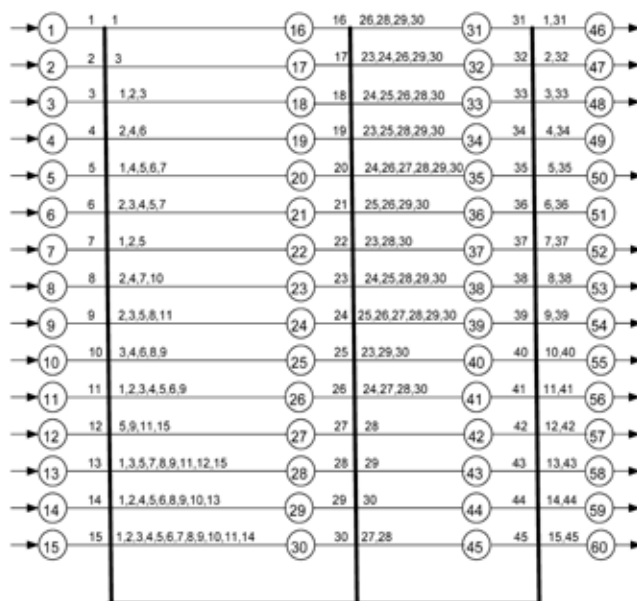 1 1 1 16 16 26,28,29,30 31 31 1,31 46
2 2 3 17 17 23,24,26,29,30 32 32 2,32 47
3 3 1,2,3 18 18 24,25,26,28,30 33 33 3,33 48
4 4 2,4,6 19 19 23,25,28,29,30 34 34 4,34 49
5 5 1,4,5,6,7 20 20 24,26,27,28,29,30 35 35 5,35 50
6 6 2,3,4,5,7 21 21 25,26,29,30 36 36 6,36 51
7 7 1,2,5 22 22 23,28,30 37 37 7,37 52
8 8 2,4,7,10 23 23 24,25,28,29,30 38 38 8,38 53
9 9 2,3,5,8,11 24 24 25,26,27,28,29,30 39 39 9,39 54
10 10 3,4,6,8,9 25 25 23,29,30 40 40 10,40 55
11 11 1,2,3,4,5,6,9 26 26 24,27,28,30 41 41 11,41 56
12 12 5,9,11,15 27 27 28 42 42 12,42 57
13 13 1,3,5,7,8,9,11,12,15 28 28 29 43 43 13,43 58
14 14 1,2,4,5,6,8,9,10,13 29 29 30 44 44 14,44 59
15 15 1,2,3,4,5,6,7,8,9,10,11,14 30 30 27,28 45 45 15,45 60